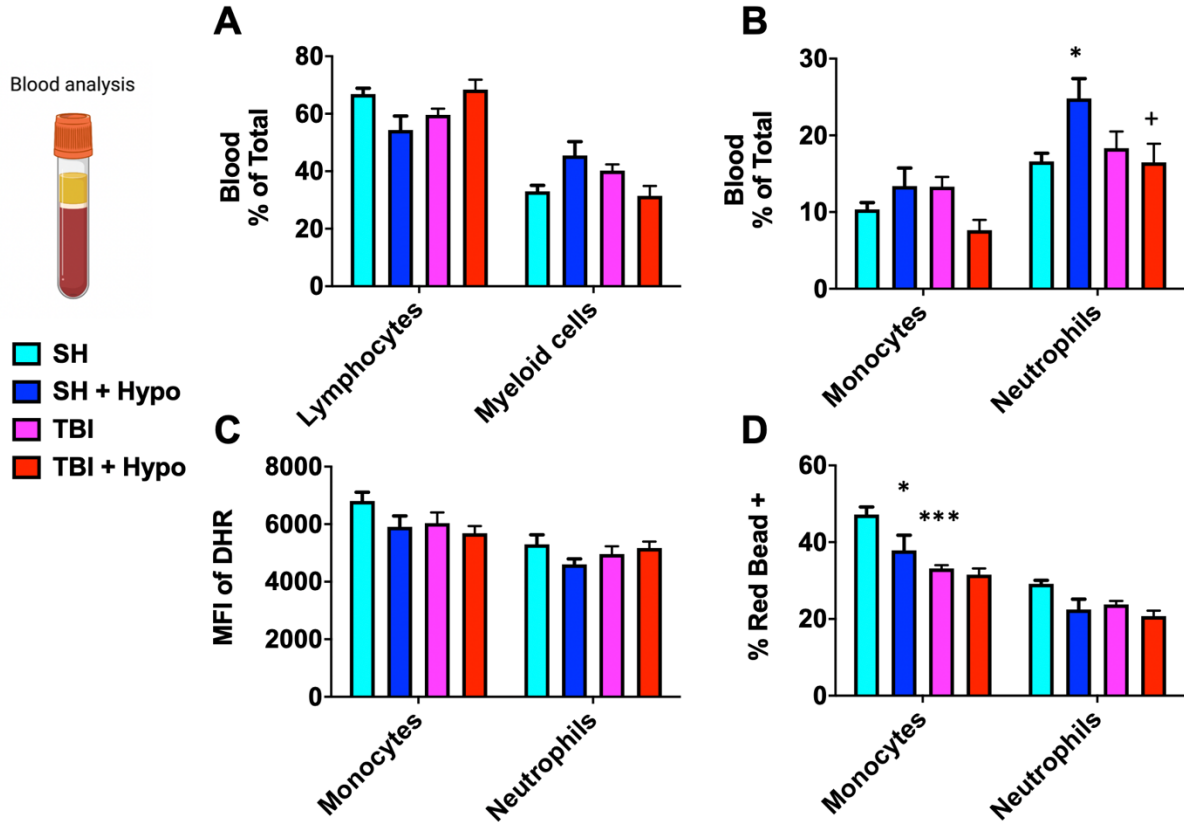 Blood analysis
SH
SH + Hypo
TBI
TBI + Hypo
A
Blood
% of Total
80
60
40
20
0
Lymphocytes
Myeloid cells
B
Blood
% of Total
30
20
10
0
*
+
Monocytes
Neutrophils
C
MFI of DHR
8000
6000
4000
2000
0
Monocytes
Neutrophils
D
% Red Bead +
60
40
20
0
*
***
Monocytes
Neutrophils